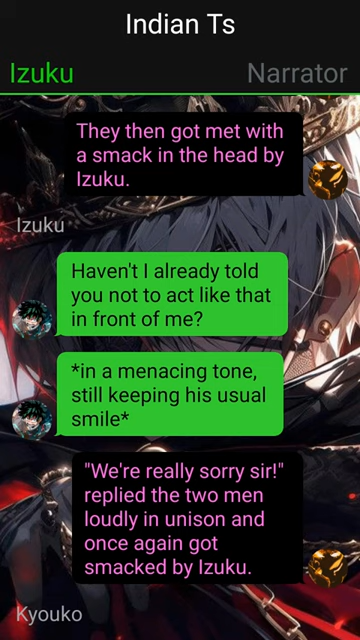 Indian Ts
Izuku Narrator
They then got met with
a smack in the head by
Izuku.
Izuku
Haven't I already told
you not to act like that
in front of me?
*in a menacing tone,
still keeping his usual
smile*
"We're really sorry sir!"
replied the two men
loudly in unison and
once again got
smacked by Izuku.
Kyouko